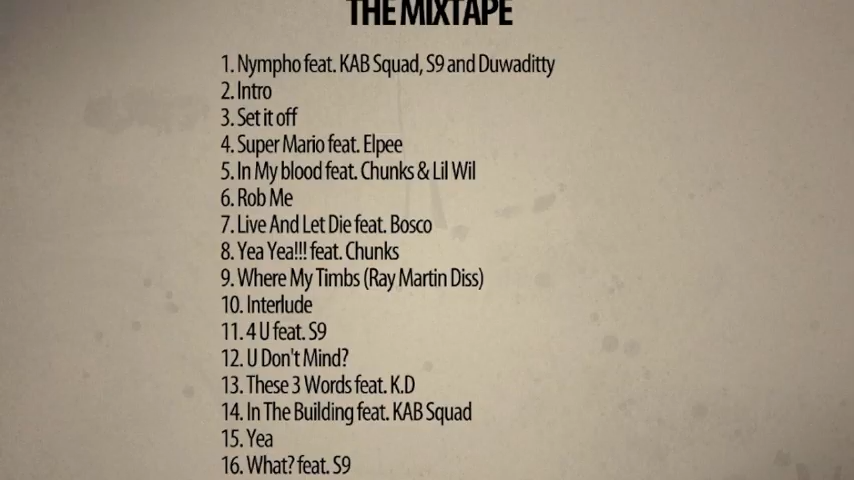 THE MIXTAPE
1. Nympho feat. KAB Squad, S9 and Duwaditty
2. Intro
3. Set it off
4. Super Mario feat. Elpee
5. In My blood feat. Chunks & Lil Wil
6. Rob Me
7. Live And Let Die feat. Bosco
8. Yea Yea!!! feat. Chunks
9. Where My Timbs (Ray Martin Diss)
10. Interlude
11. 4 U feat. S9
12. U Don't Mind?
13. These 3 Words feat. K.D
14. In The Building feat. KAB Squad
15. Yea
16. What? feat. S9